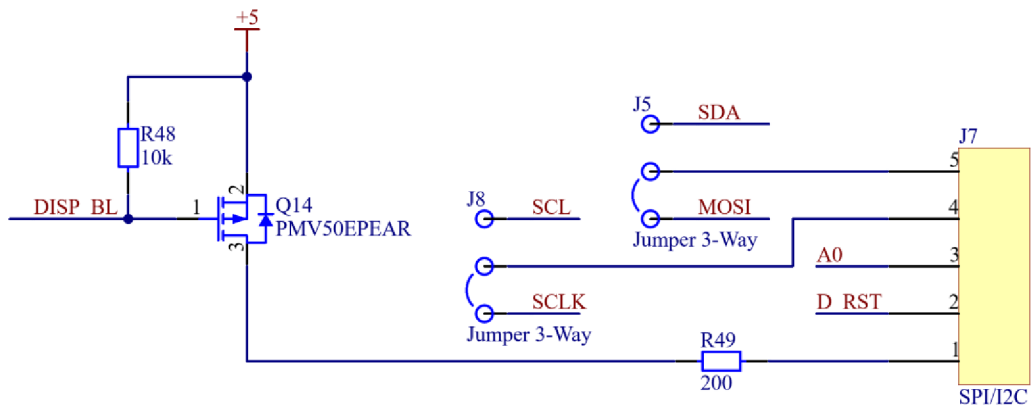 +5
R48
10k
DISP_BL
1
2
3
Q14
PMV50EPEAR
J5
SDA
MOSI
Jumper 3-Way
J8
SCL
SCLK
Jumper 3-Way
J7
5
4
A0
3
D_RST
2
1
R49
200
SPI/I2C